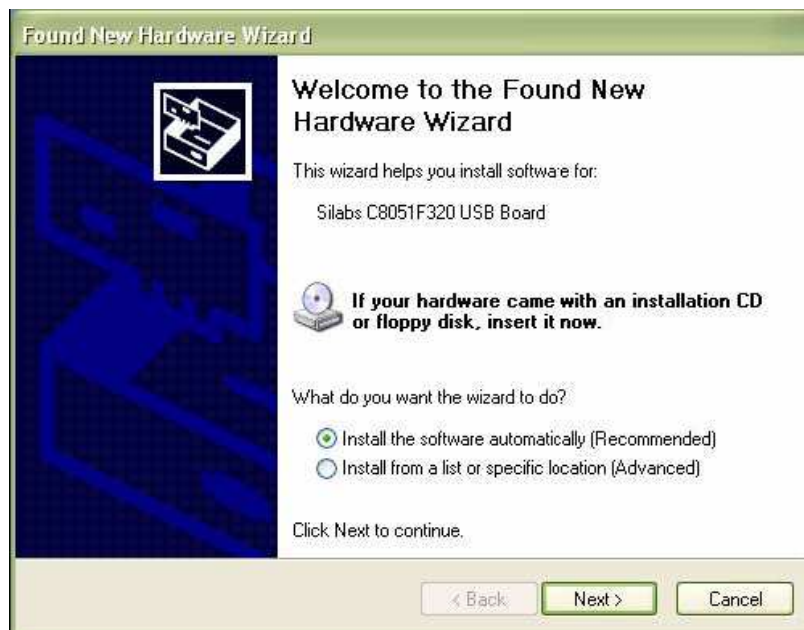 Found New Hardware Wizard
Welcome to the Found New
Hardware Wizard
This wizard helps you install software for:
Silabs C8051F320 USB Board
If your hardware came with an installation CD
or floppy disk, insert it now.
What do you want the wizard to do?
Install the software automatically (Recommended)
Install from a list or specific location (Advanced)
Click Next to continue.
< Back
Next >
Cancel